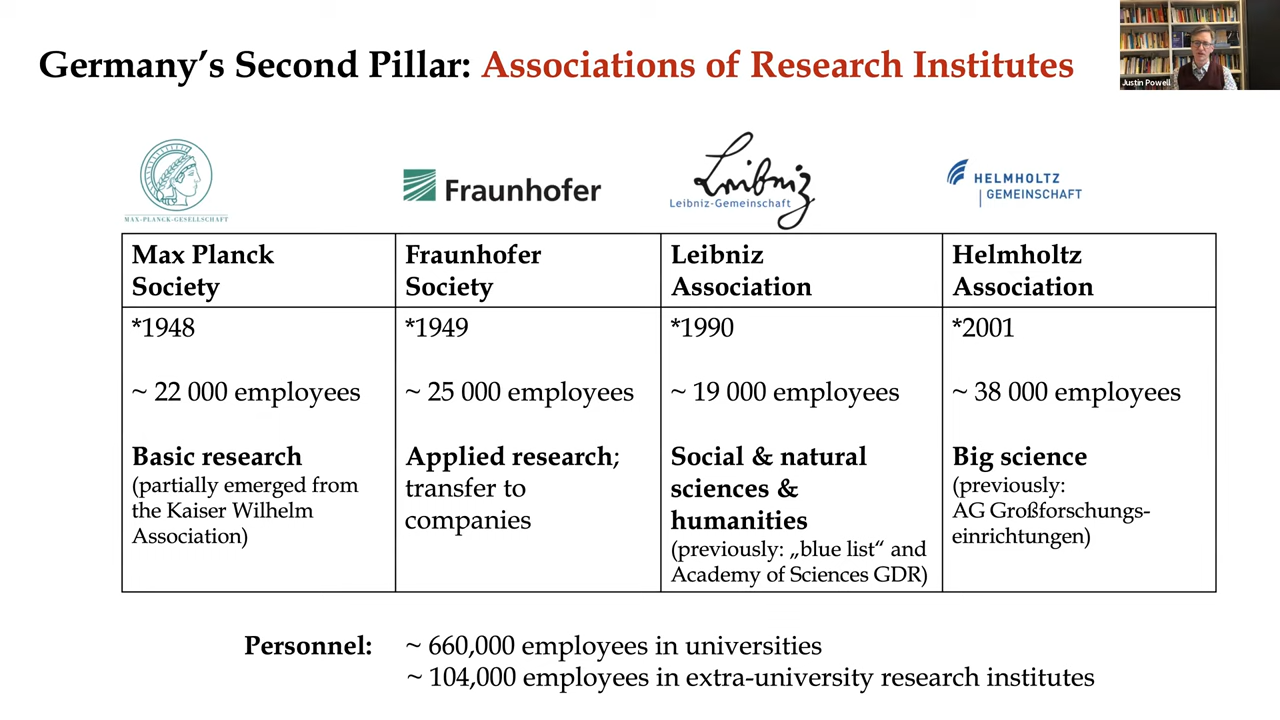 Germany's Second Pillar: Associations of Research Institutes
Justin Powell
MAX-PLANCK-GESELLSCHAFT
Fraunhofer
Leibniz
Leibniz-Gemeinschaft
HELMHOLTZ
GEMEINSCHAFT
Max Planck
Society
Fraunhofer
Society
Leibniz
Association
Helmholtz
Association
*1948
~ 22 000 employees
Basic research
(partially emerged from
the Kaiser Wilhelm
Association)
*1949
~ 25 000 employees
Applied research;
transfer to
companies
*1990
~ 19 000 employees
Social & natural
sciences &
humanities
(previously: „blue list“ and
Academy of Sciences GDR)
*2001
~ 38 000 employees
Big science
(previously:
AG Großforschungs-
einrichtungen)
Personnel: ~ 660,000 employees in universities
~ 104,000 employees in extra-university research institutes